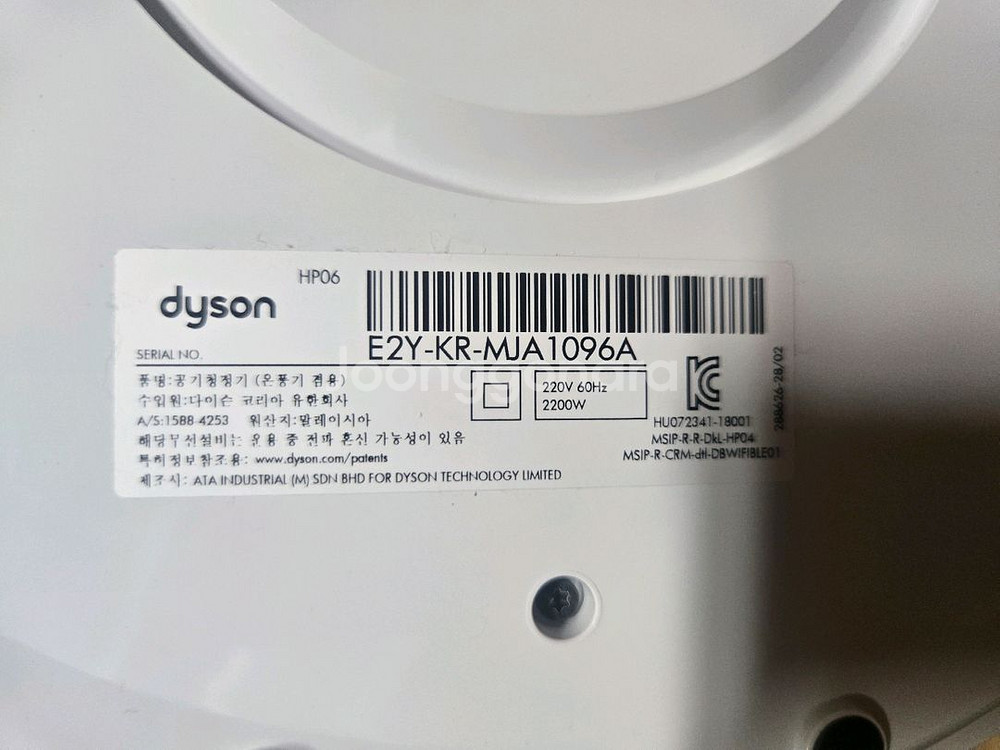 HP06
dyson
SERIAL NO.
E2Y-KR-MJA1096A
품명:공기청정기 (온풍기 겸용)
수입원:다이슨 코리아 유한회사
A/S:1588-4253 원산지:말레이시아
해당무선설비는 운용 중 전파 혼신 가능성이 있음
특허정보참조용: www.dyson.com/patents
제조사: ATA INDUSTRIAL (M) SDN BHD FOR DYSON TECHNOLOGY LIMITED
220V 60Hz
2200W
HU072341-18001
MSIP-R-R-DkL-HP04
MSIP-R-CRM-dtl-DBWIFIBLE01
288626-28/02
loonggonara